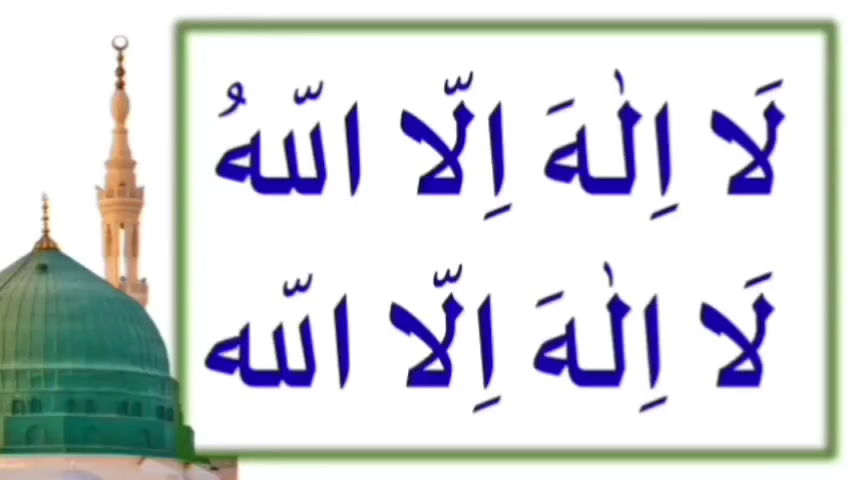 لَا اِلٰهَ اِلَّا اللّٰهُ
لَا اِلٰهَ اِلَّا اللّٰه